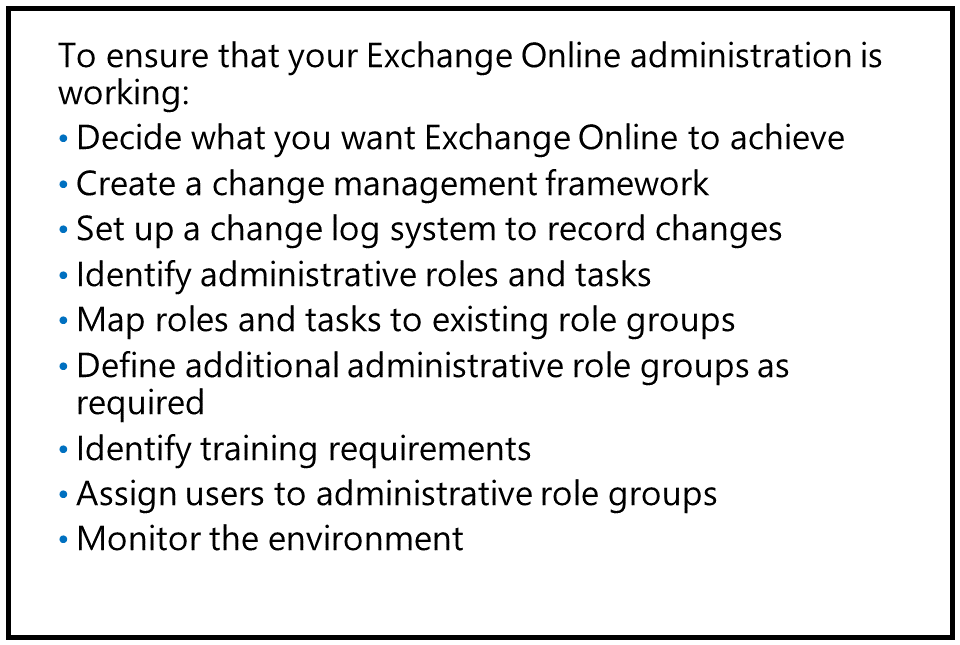 To ensure that your Exchange Online administration is
working:
• Decide what you want Exchange Online to achieve
• Create a change management framework
• Set up a change log system to record changes
• Identify administrative roles and tasks
• Map roles and tasks to existing role groups
• Define additional administrative role groups as
required
• Identify training requirements
• Assign users to administrative role groups
• Monitor the environment